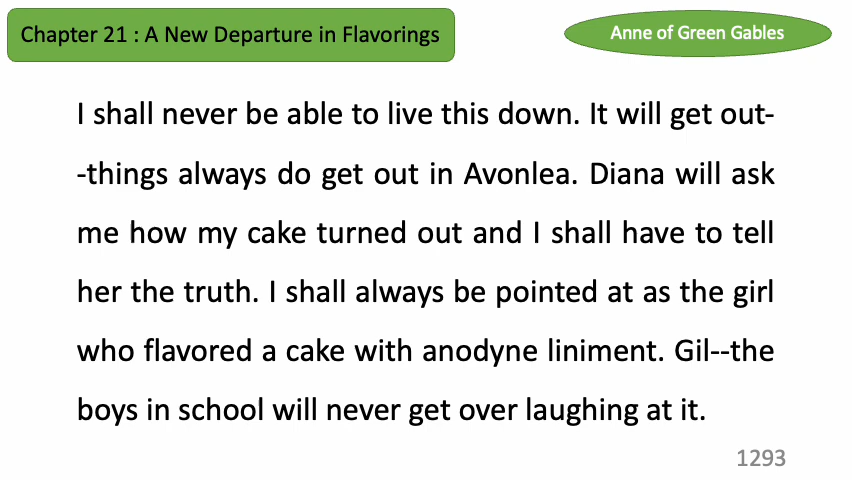 Chapter 21 : A New Departure in Flavorings
Anne of Green Gables
I shall never be able to live this down. It will get out-
-things always do get out in Avonlea. Diana will ask
me how my cake turned out and I shall have to tell
her the truth. I shall always be pointed at as the girl
who flavored a cake with anodyne liniment. Gil--the
boys in school will never get over laughing at it.
1293